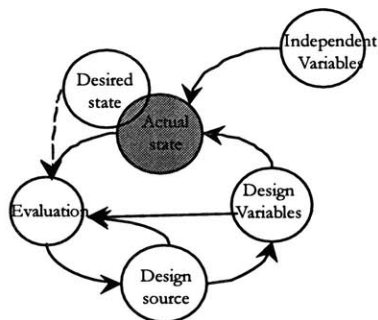 Independent
Variables
Desired
state
Actual
state
Evaluation
Design
Variables
Design
source